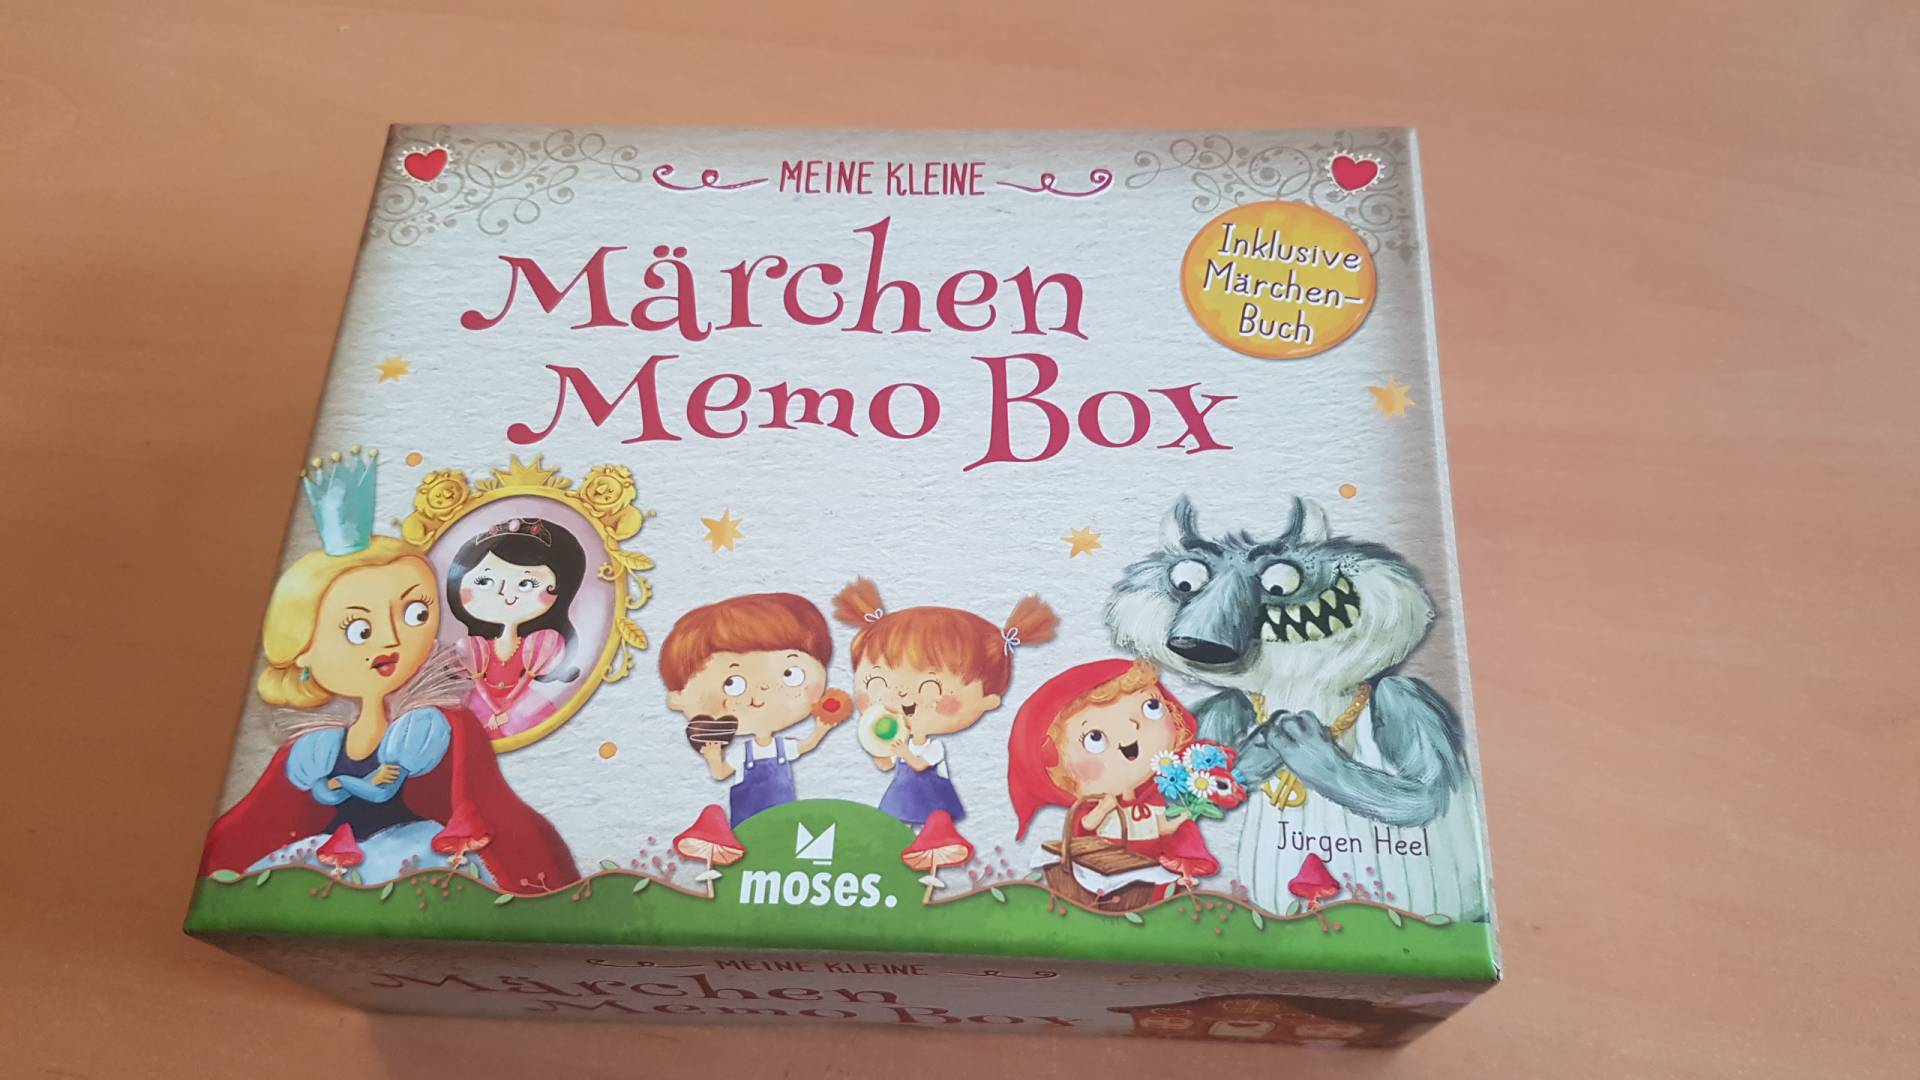 MEINE KLEINE
Märchen
Memo Box
Inklusive
Märchen-
Buch
Jürgen Heel
moses.
MEINE KLEINE
Märchen
Memo Box